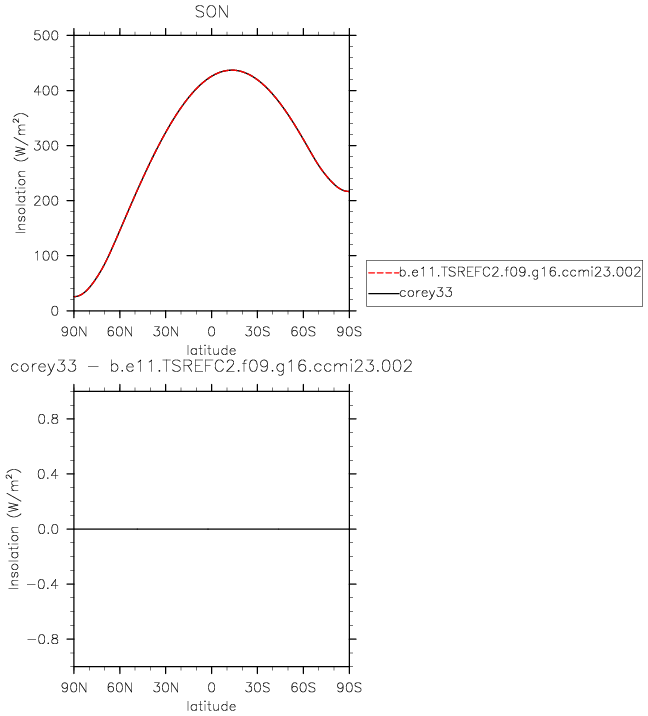 SON
500
400
300
200
100
0
Insolation (W/m²)
90N 60N 30N 0 30S 60S 90S
latitude
b.e11.TSREFC2.f09.g16.ccmi23.002
corey33
corey33 − b.e11.TSREFC2.f09.g16.ccmi23.002
0.8
0.4
0.0
−0.4
−0.8
Insolation (W/m²)
90N 60N 30N 0 30S 60S 90S
latitude